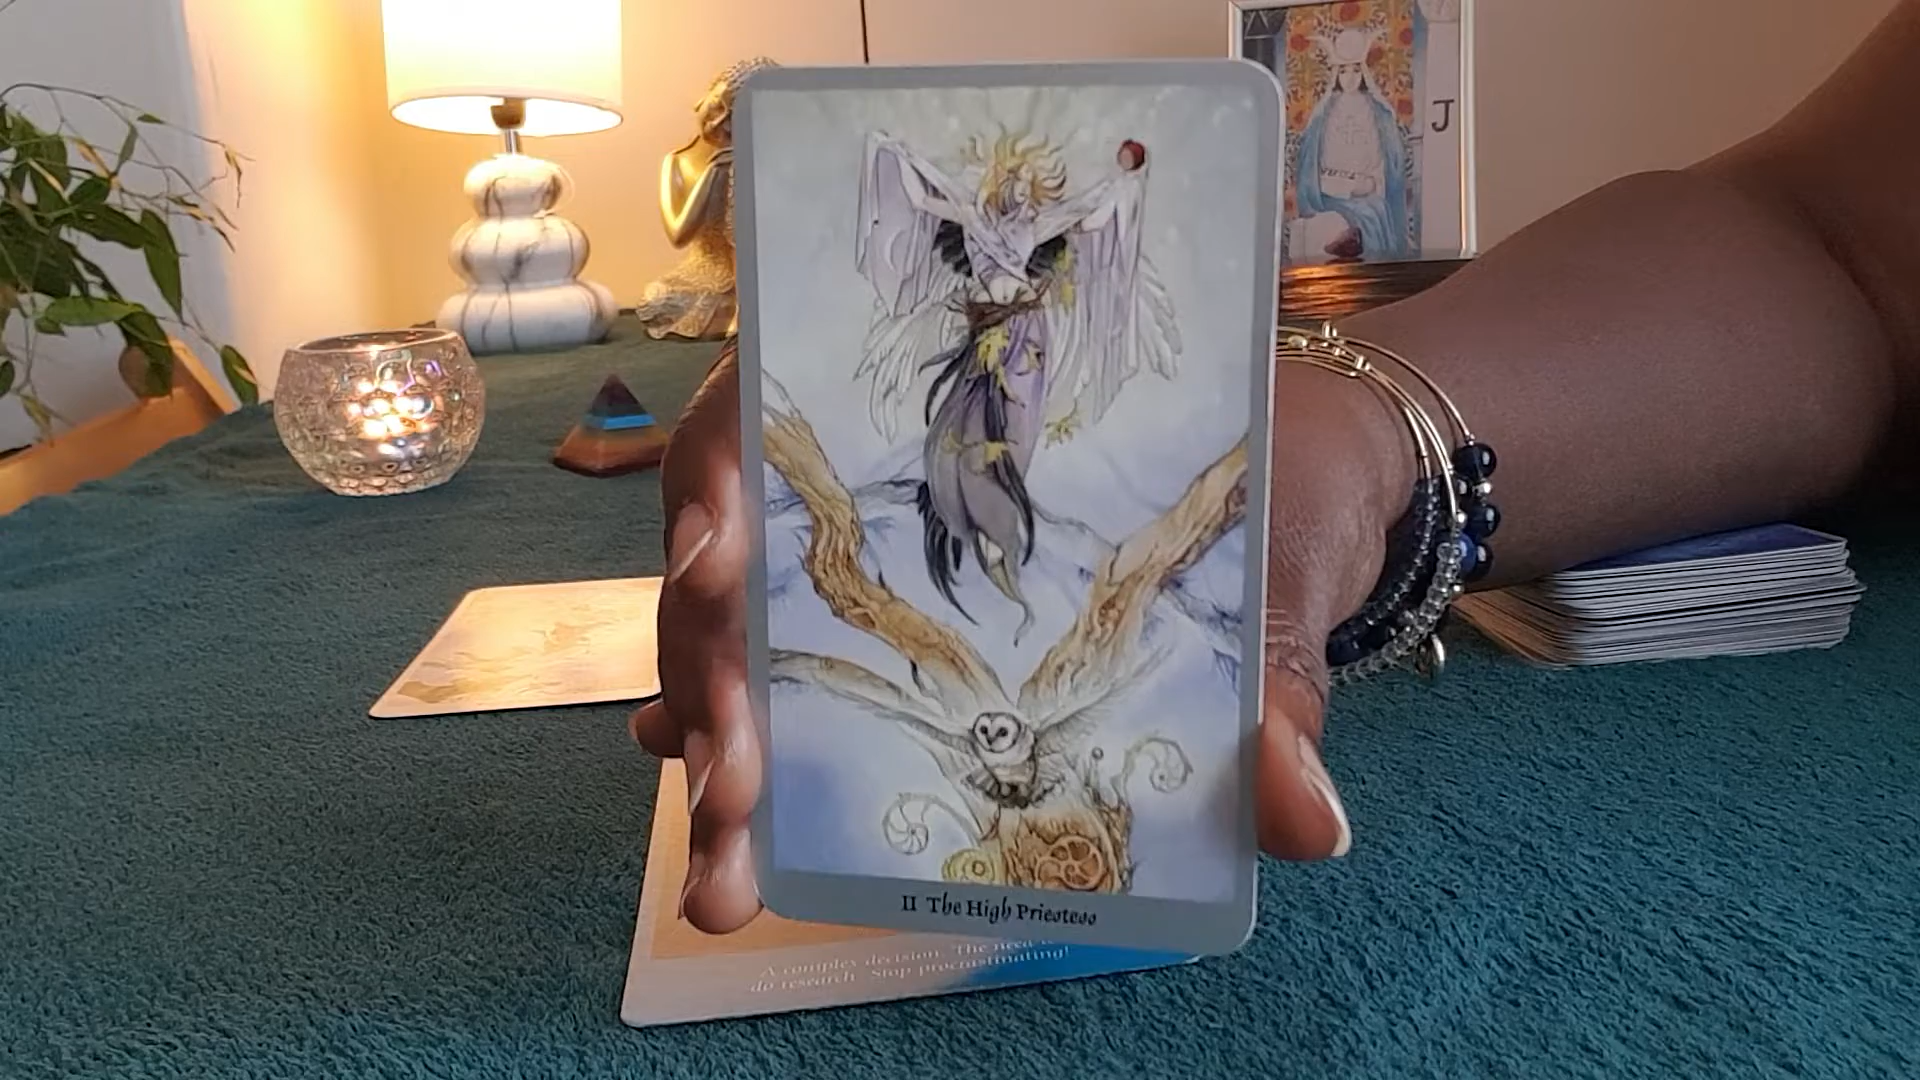 J
II The High Priestess
A complex decision. The need to
do research. Stop procrastinating!